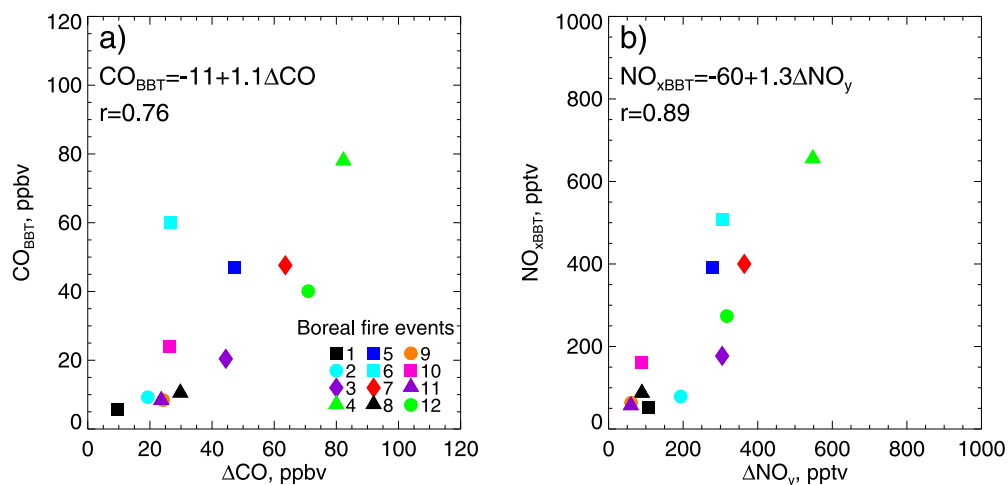 a)
CO_BBT=-11+1.1ΔCO
r=0.76
120
100
80
60
40
20
0
CO_BBT, ppbv
Boreal fire events
1 5 9
2 6 10
3 7 11
4 8 12
0 20 40 60 80 100 120
ΔCO, ppbv
b)
NO_xBBT=-60+1.3ΔNO_y
r=0.89
1000
800
600
400
200
0
NO_xBBT, pptv
0 200 400 600 800 1000
ΔNO_y, pptv